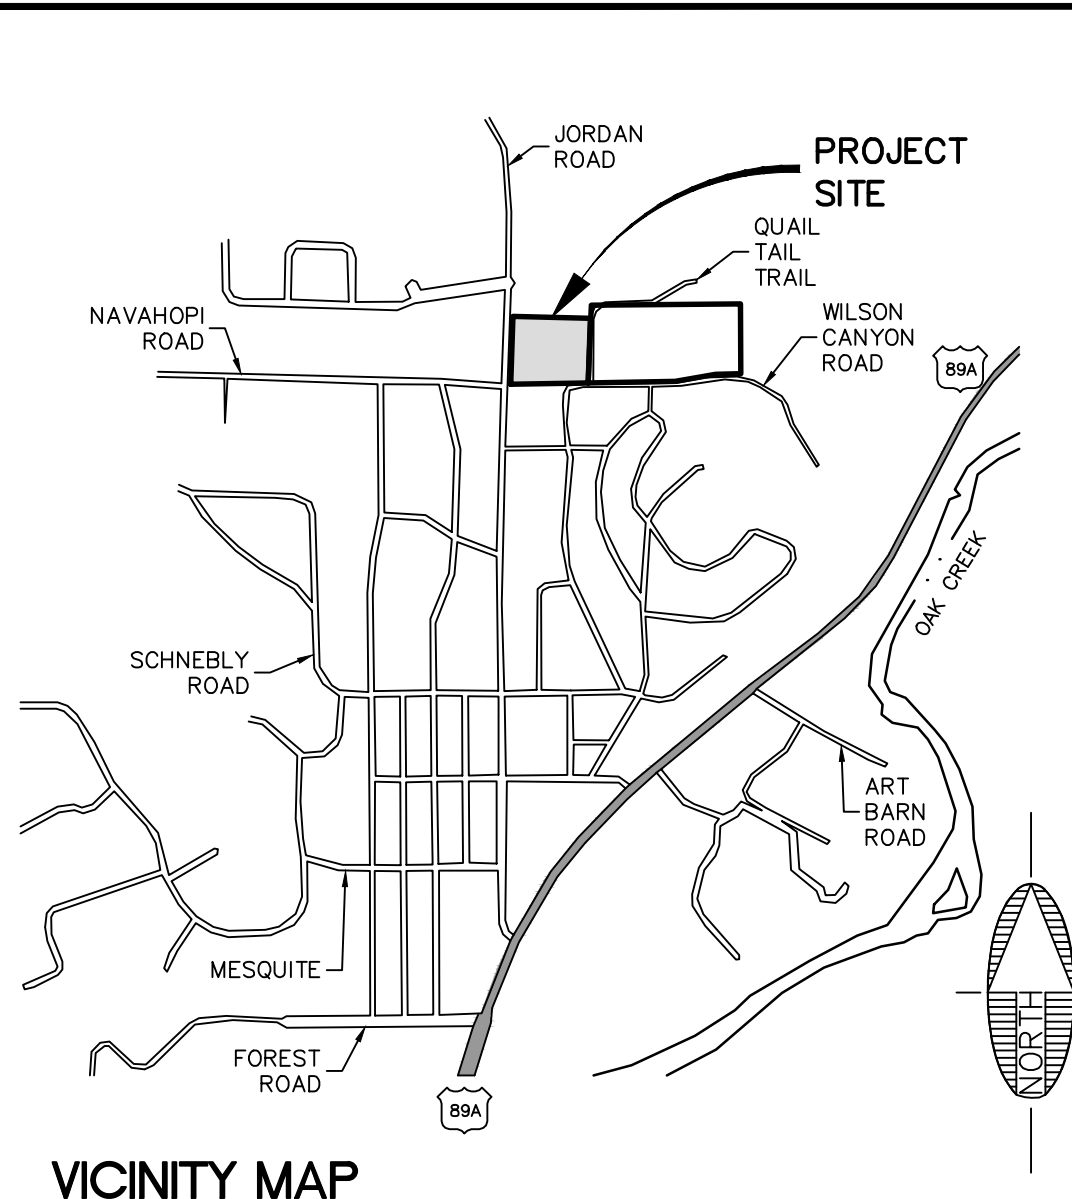 JORDAN
ROAD
PROJECT
SITE
QUAIL
TAIL
TRAIL
NAVAHOPI
ROAD
WILSON
CANYON
ROAD
89A
OAK CREEK
SCHNEBLY
ROAD
ART
BARN
ROAD
MESQUITE
NORTH
FOREST
ROAD
89A
VICINITY MAP